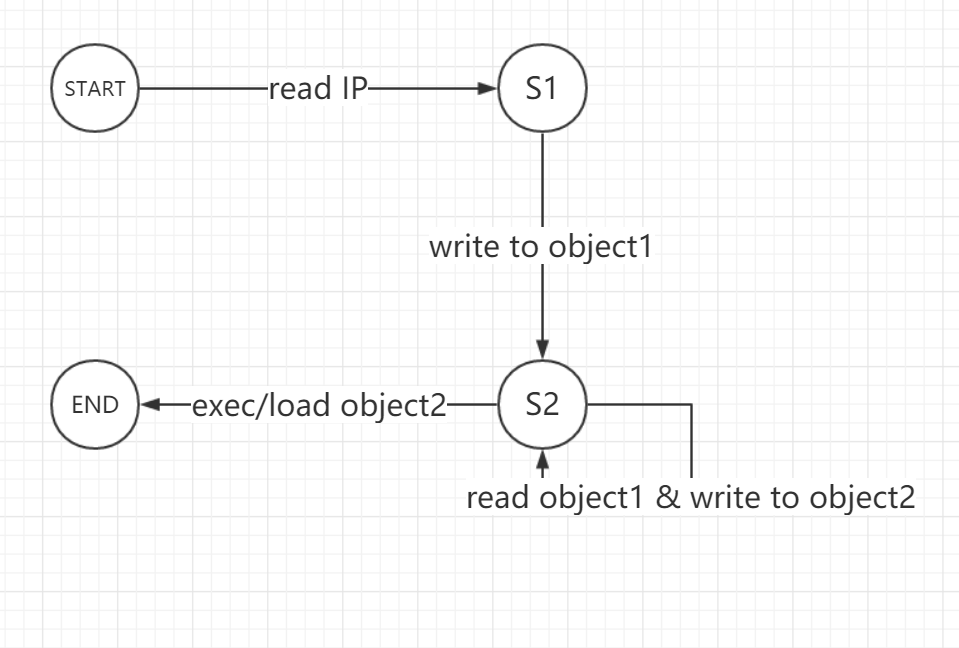 START
read IP
S1
write to object1
END
exec/load object2
S2
read object1 & write to object2